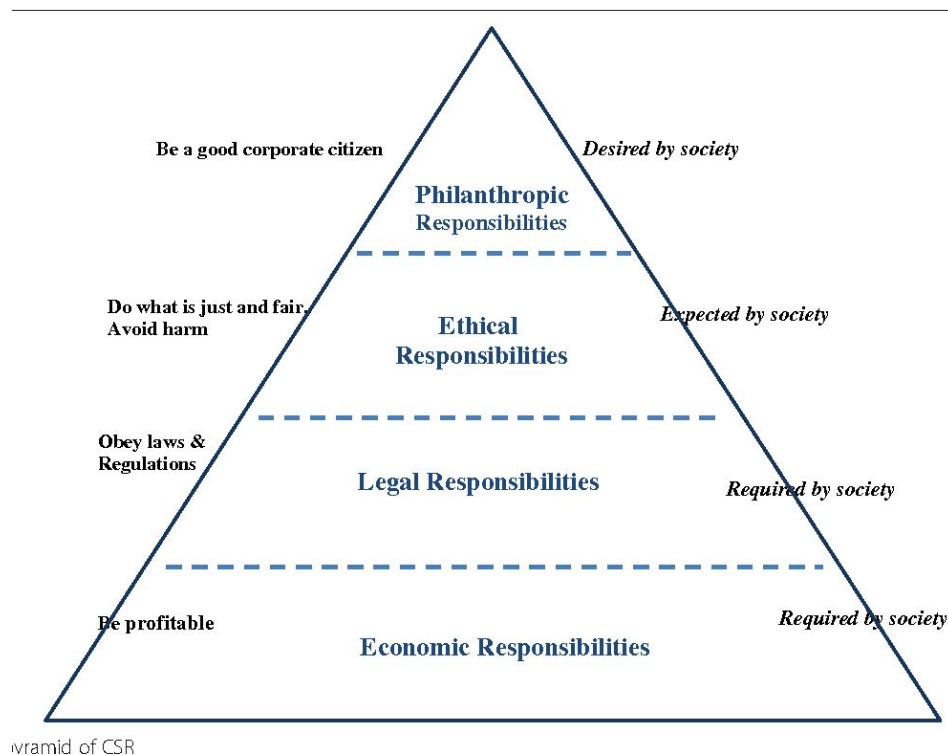 Be a good corporate citizen
Desired by society
Philanthropic
Responsibilities
Do what is just and fair,
Avoid harm
Expected by society
Ethical
Responsibilities
Obey laws &
Regulations
Legal Responsibilities
Required by society
Be profitable
Required by society
Economic Responsibilities
of CSR